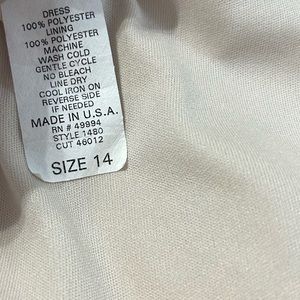 DRESS
100% POLYESTER
LINING
100% POLYESTER
MACHINE
WASH COLD
GENTLE CYCLE
NO BLEACH
LINE DRY
COOL IRON ON
REVERSE SIDE
IF NEEDED
MADE IN U.S.A.
RN # 49994
STYLE 1480
CUT 46012
SIZE 14